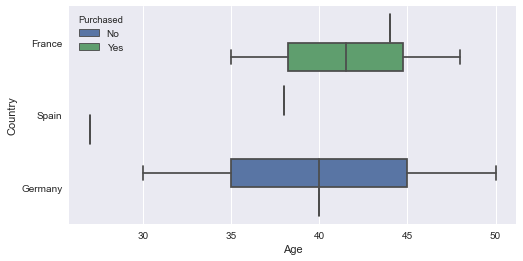 Purchased
No
Yes
France
Spain
Germany
Country
30 35 40 45 50
Age